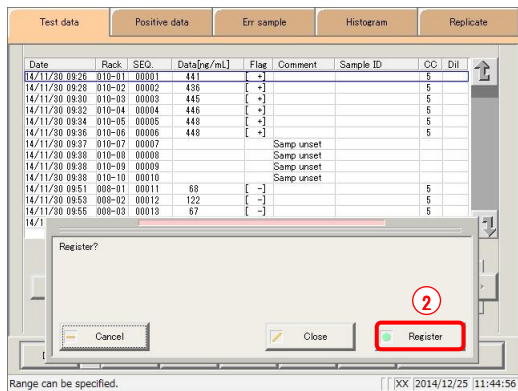 Test data Positive data Err sample Histogram Replicate
Date Rack SEQ. Data[ng/mL] Flag Comment Sample ID CC Dil
14/11/30 09:26 010-01 00001 441 [ +] 5
14/11/30 09:28 010-02 00002 436 [ +] 5
14/11/30 09:30 010-03 00003 445 [ +] 5
14/11/30 09:32 010-04 00004 446 [ +] 5
14/11/30 09:34 010-05 00005 448 [ +] 5
14/11/30 09:36 010-06 00006 448 [ +] 5
14/11/30 09:37 010-07 00007 Samp unset
14/11/30 09:38 010-08 00008 Samp unset
14/11/30 09:38 010-09 00009 Samp unset
14/11/30 09:38 010-10 00010 Samp unset
14/11/30 09:51 008-01 00011 68 [ -] 5
14/11/30 09:53 008-02 00012 122 [ -] 5
14/11/30 09:55 008-03 00013 67 [ -] 5
14/1
Register?
2
Cancel Close Register
Range can be specified. XX 2014/12/25 11:44:56